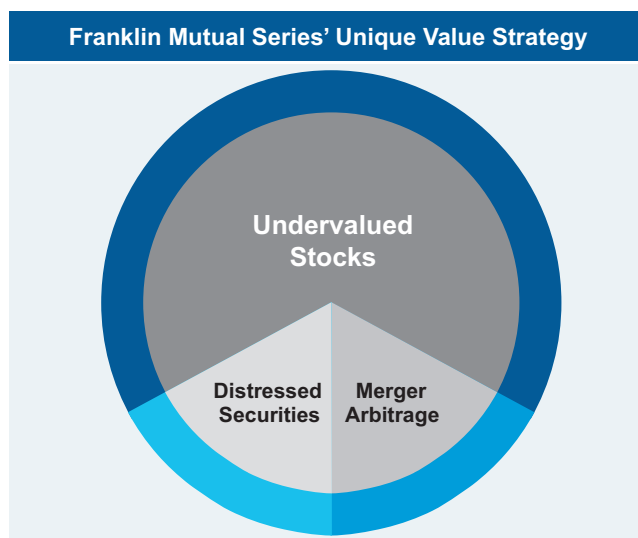 Franklin Mutual Series’ Unique Value Strategy
Undervalued
Stocks
Distressed
Securities
Merger
Arbitrage